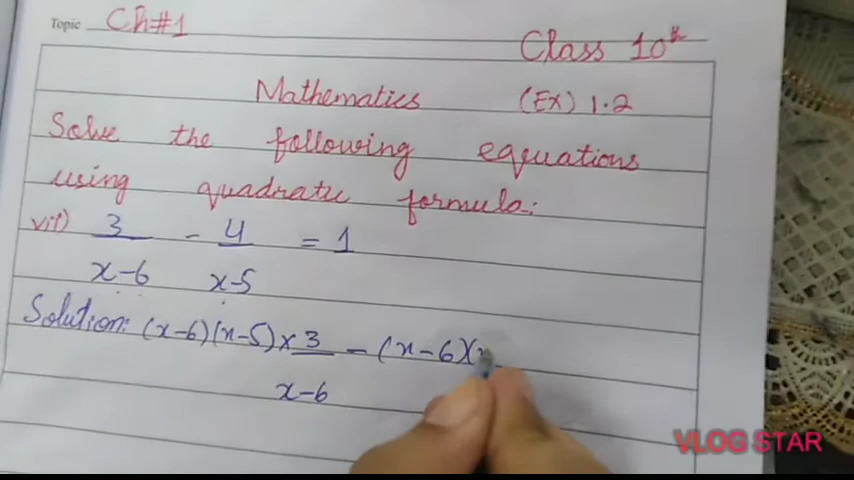 Topic Ch#1
Class 10th
Mathematics (Ex) 1.2
Solve the following equations
using quadratic formula:
vii) 3/x-6 - 4/x-5 = 1
Solution: (x-6)(x-5) × 3/x-6 - (x-6)(x
VLOG STAR